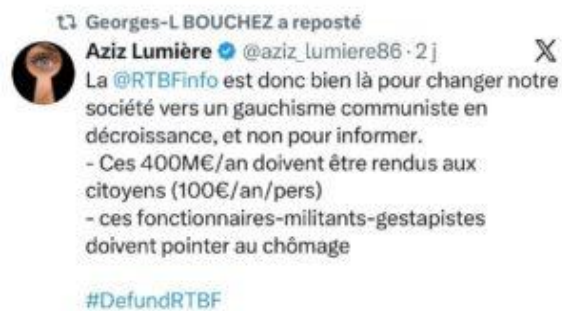 Georges-L BOUCHEZ a reposté
Aziz Lumière @aziz_lumiere86 · 2 j
La @RTBFinfo est donc bien là pour changer notre
société vers un gauchisme communiste en
décroissance, et non pour informer.
- Ces 400M€/an doivent être rendus aux
citoyens (100€/an/pers)
- ces fonctionnaires-militants-gestapistes
doivent pointer au chômage
#DefundRTBF